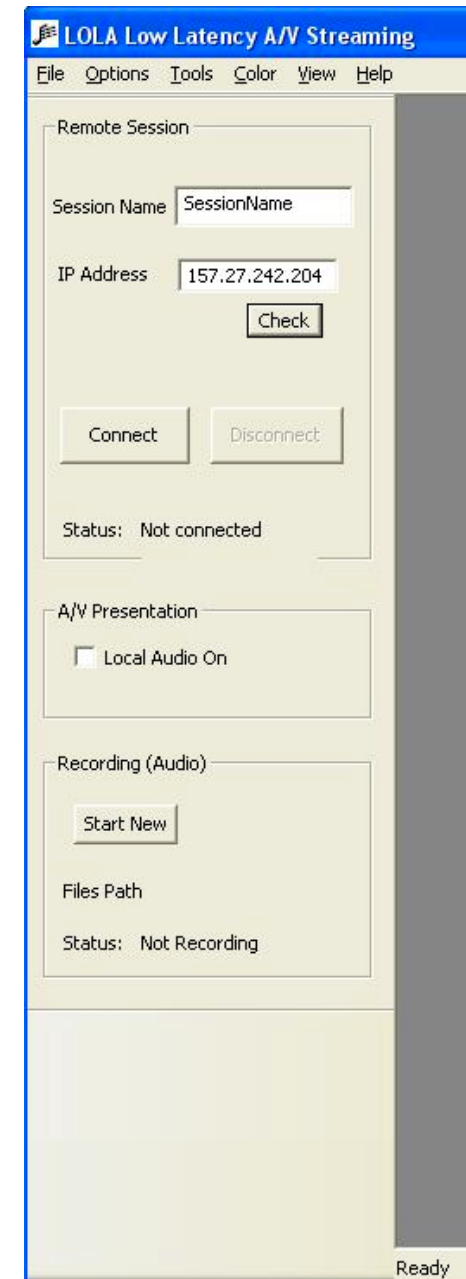 LOLA Low Latency A/V Streaming
File Options Tools Color View Help
Remote Session
Session Name SessionName
IP Address 157.27.242.204
Check
Connect Disconnect
Status: Not connected
A/V Presentation
Local Audio On
Recording (Audio)
Start New
Files Path
Status: Not Recording
Ready